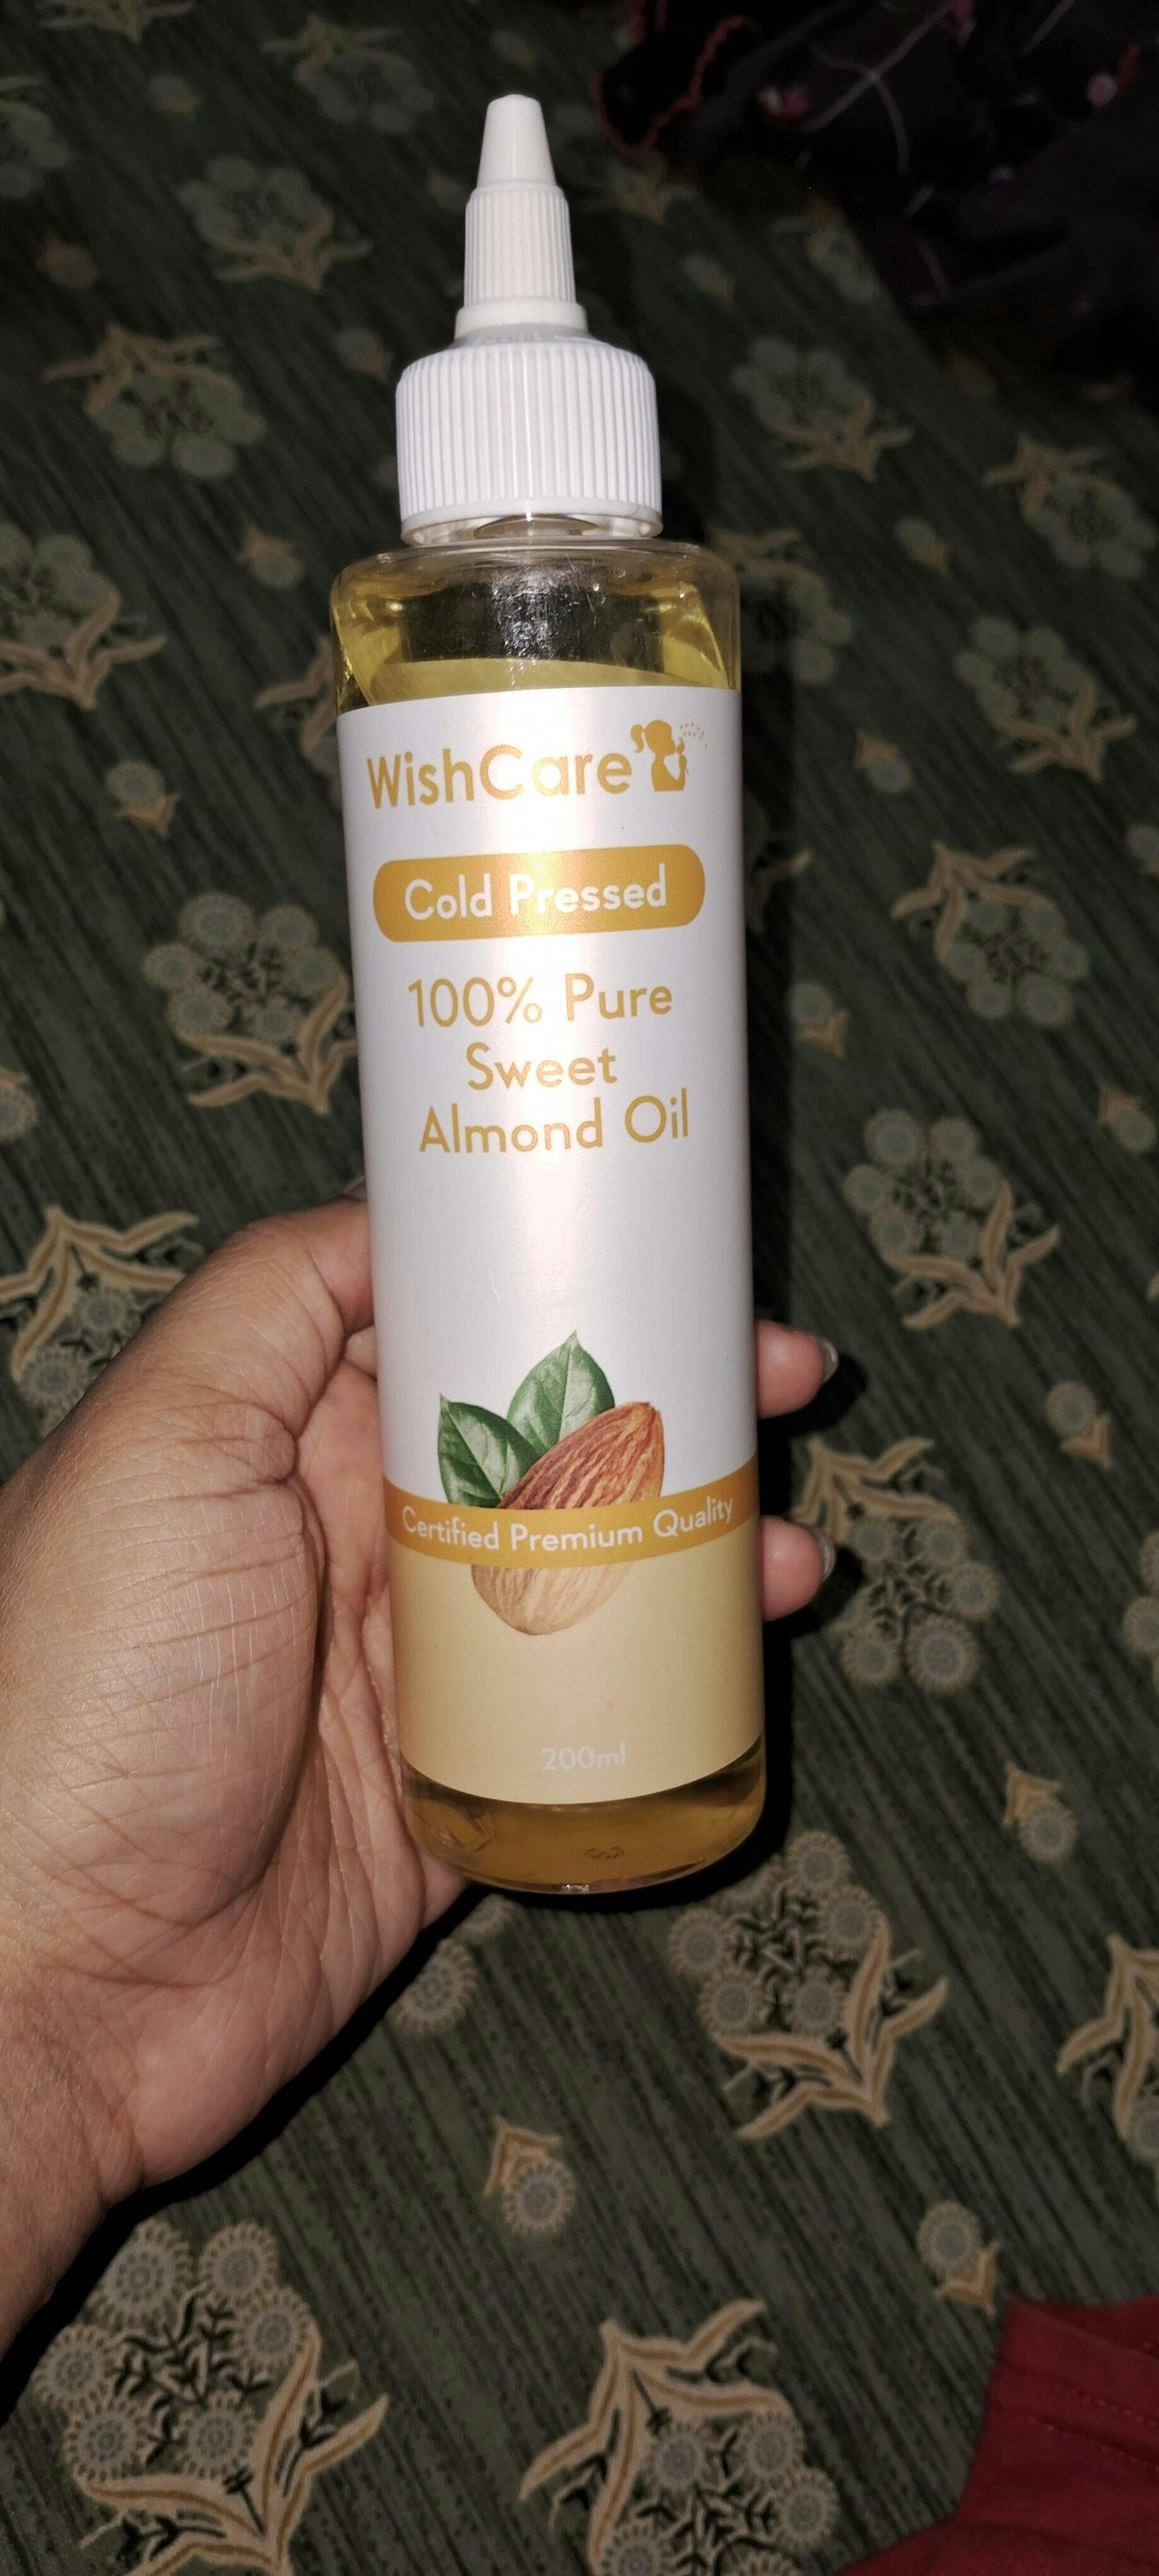 WishCare
Cold Pressed
100% Pure
Sweet
Almond Oil
Certified Premium Quality
200ml